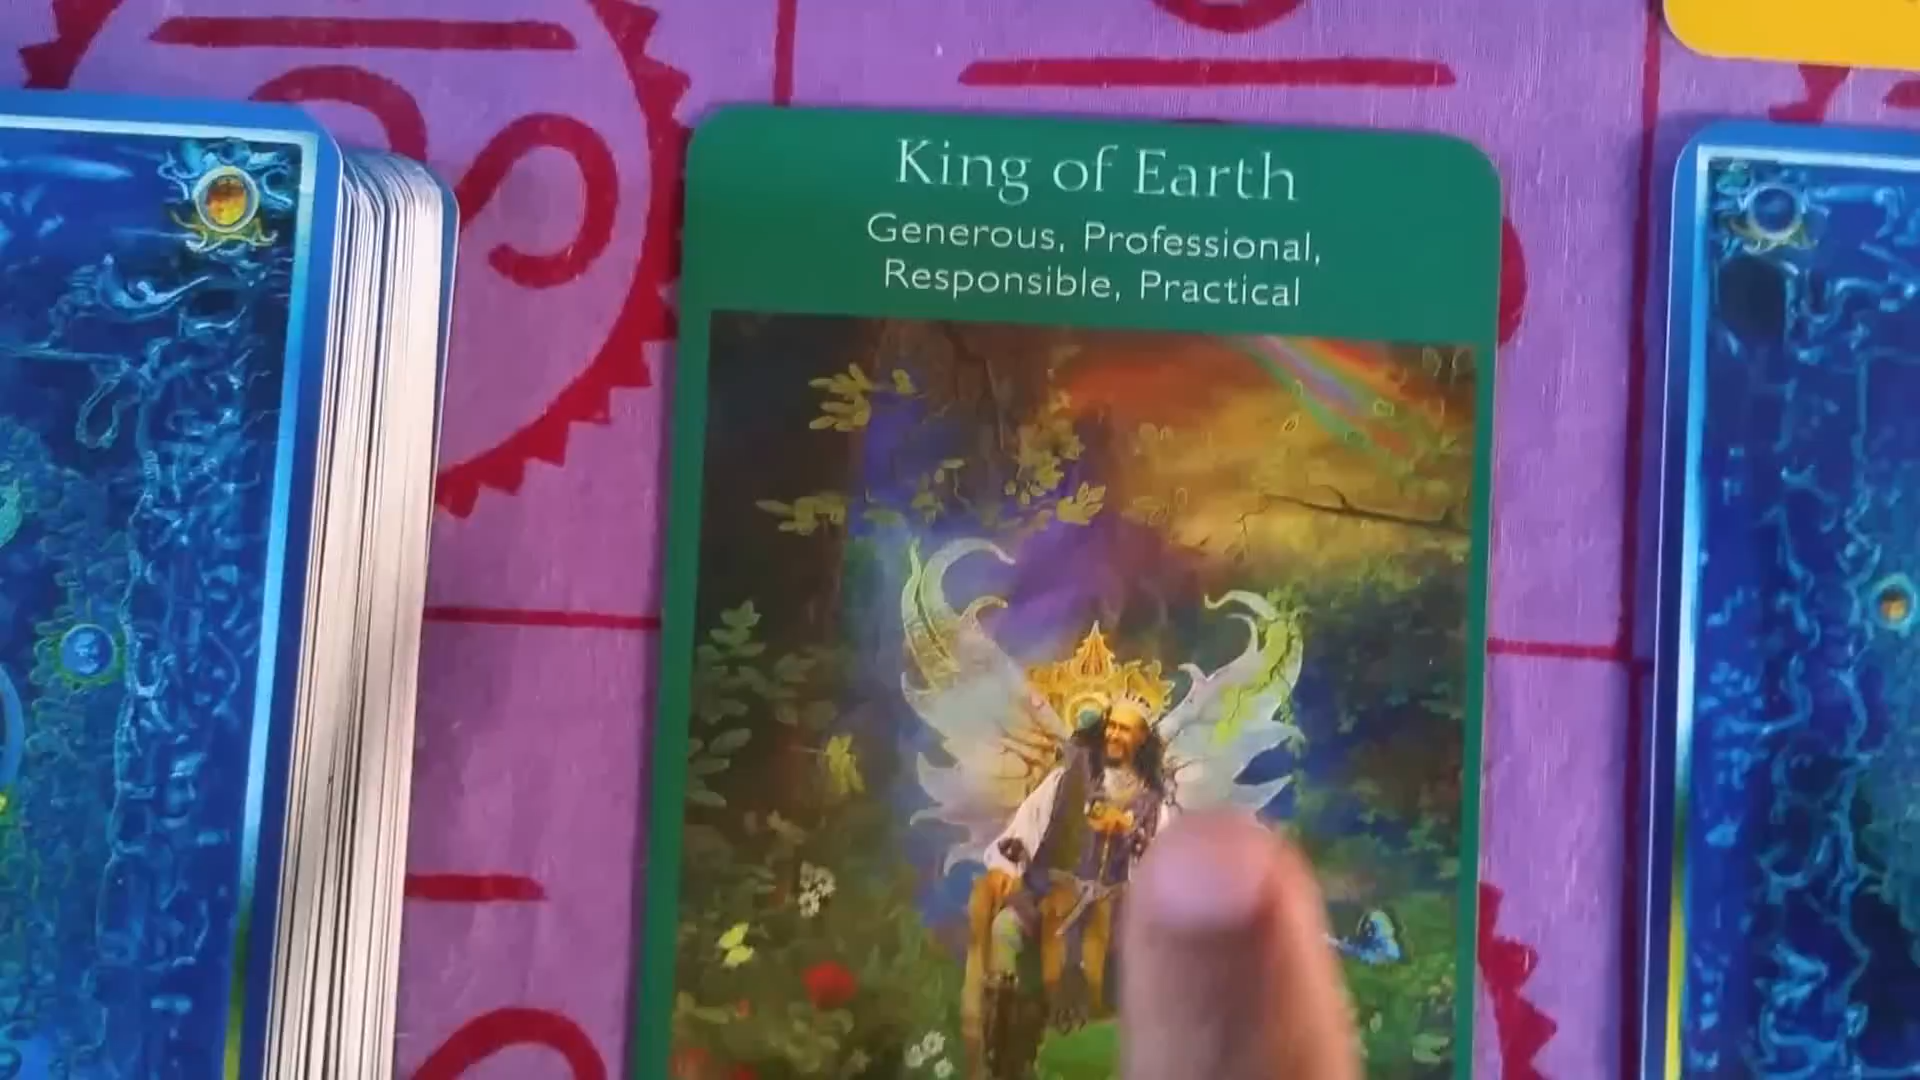 King of Earth
Generous, Professional,
Responsible, Practical